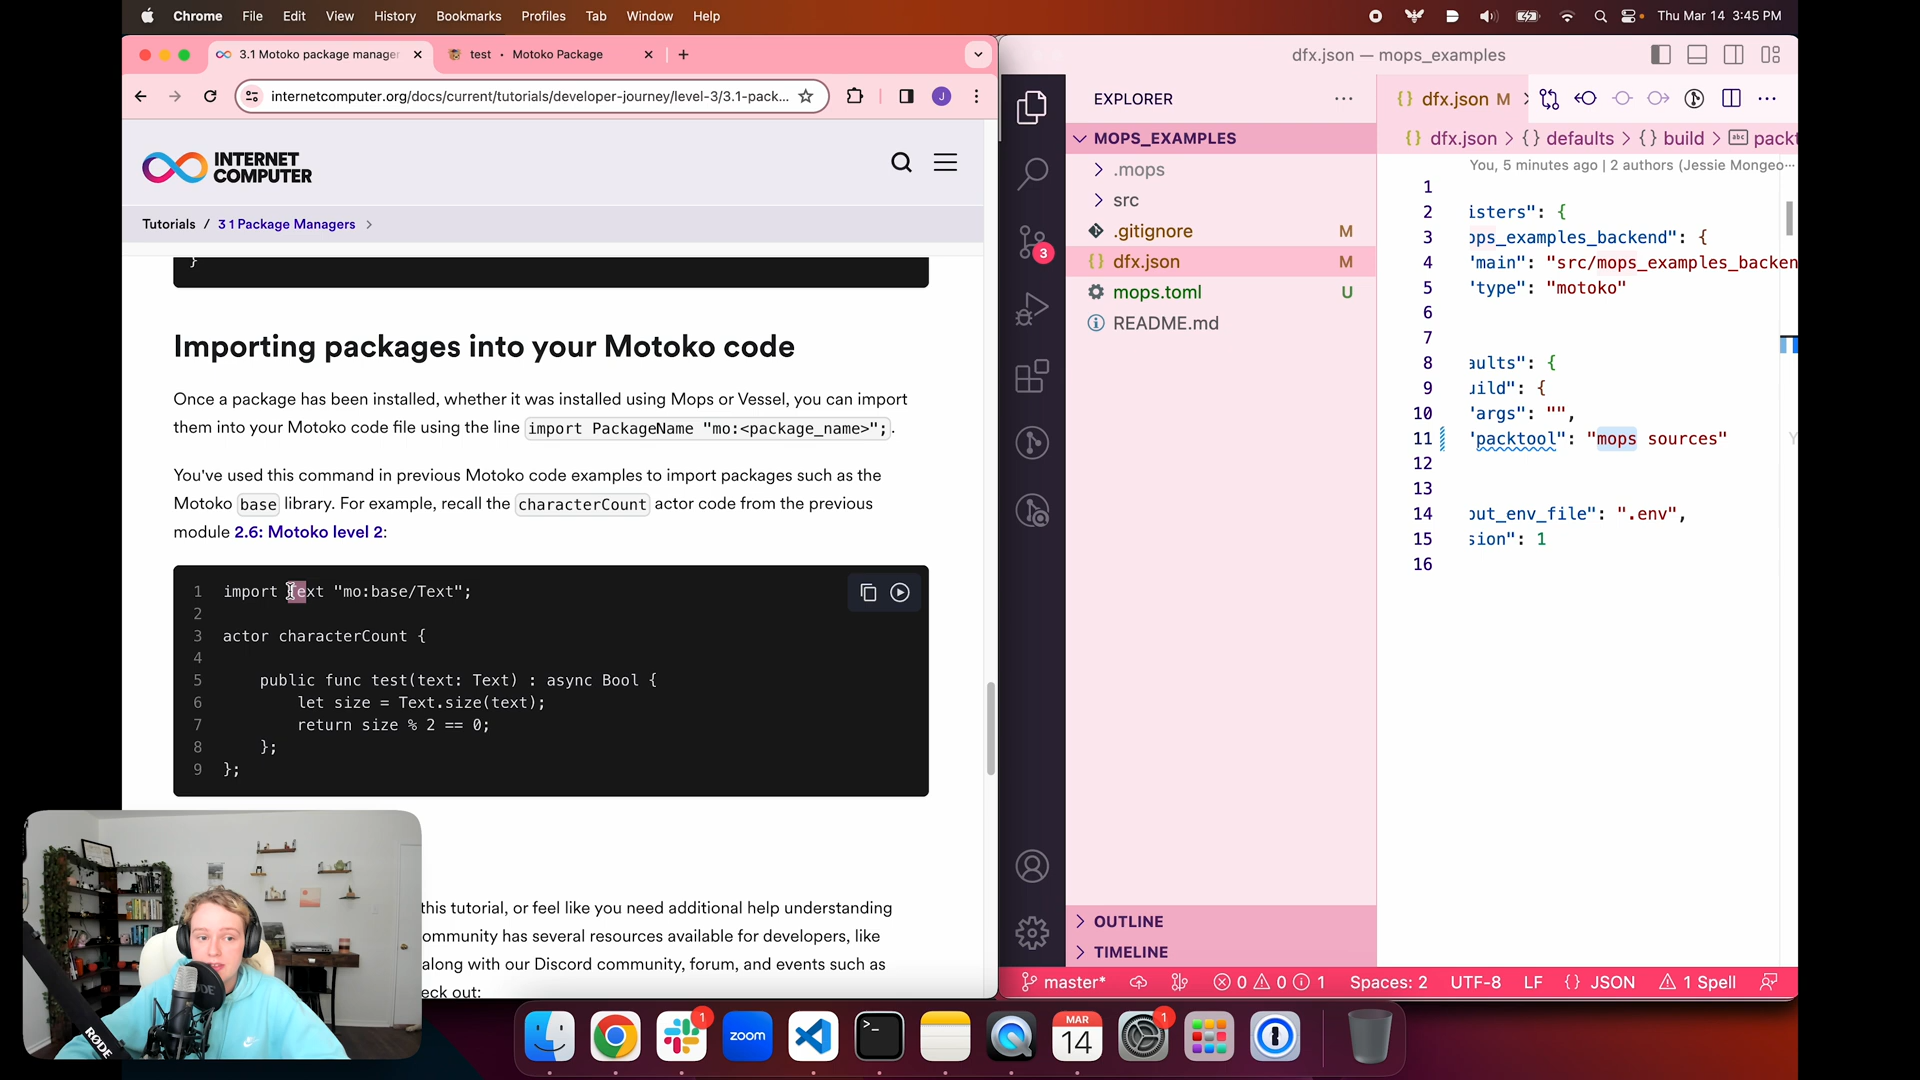 Chrome File Edit View History Bookmarks Profiles Tab Window Help
Thu Mar 14 3:45 PM
3.1 Motoko package manager
test • Motoko Package
internetcomputer.org/docs/current/tutorials/developer-journey/level-3/3.1-pack...
J
INTERNET
COMPUTER
Tutorials / 3 1 Package Managers
}
Importing packages into your Motoko code
Once a package has been installed, whether it was installed using Mops or Vessel, you can import
them into your Motoko code file using the line import PackageName "mo:<package_name>";.
You've used this command in previous Motoko code examples to import packages such as the
Motoko base library. For example, recall the characterCount actor code from the previous
module 2.6: Motoko level 2:
1 import Text "mo:base/Text";
2
3 actor characterCount {
4
5 public func test(text: Text) : async Bool {
6 let size = Text.size(text);
7 return size % 2 == 0;
8 };
9 };
this tutorial, or feel like you need additional help understanding
ommunity has several resources available for developers, like
along with our Discord community, forum, and events such as
eck out:
dfx.json — mops_examples
EXPLORER
MOPS_EXAMPLES
.mops
src
.gitignore M
dfx.json M
mops.toml U
README.md
3
OUTLINE
TIMELINE
{} dfx.json M
{} dfx.json > {} defaults > {} build > abc packt
You, 5 minutes ago | 2 authors (Jessie Mongeo...
1
2 isters": {
3 ops_examples_backend": {
4 "main": "src/mops_examples_backen
5 "type": "motoko"
6
7
8 aults": {
9 uild": {
10 "args": "",
11 "packtool": "mops sources"
12
13
14 put_env_file": ".env",
15 sion": 1
16
master* 0 0 1 Spaces: 2 UTF-8 LF {} JSON 1 Spell
RØDE
RØDE
1
zoom
>_
MAR
14
1